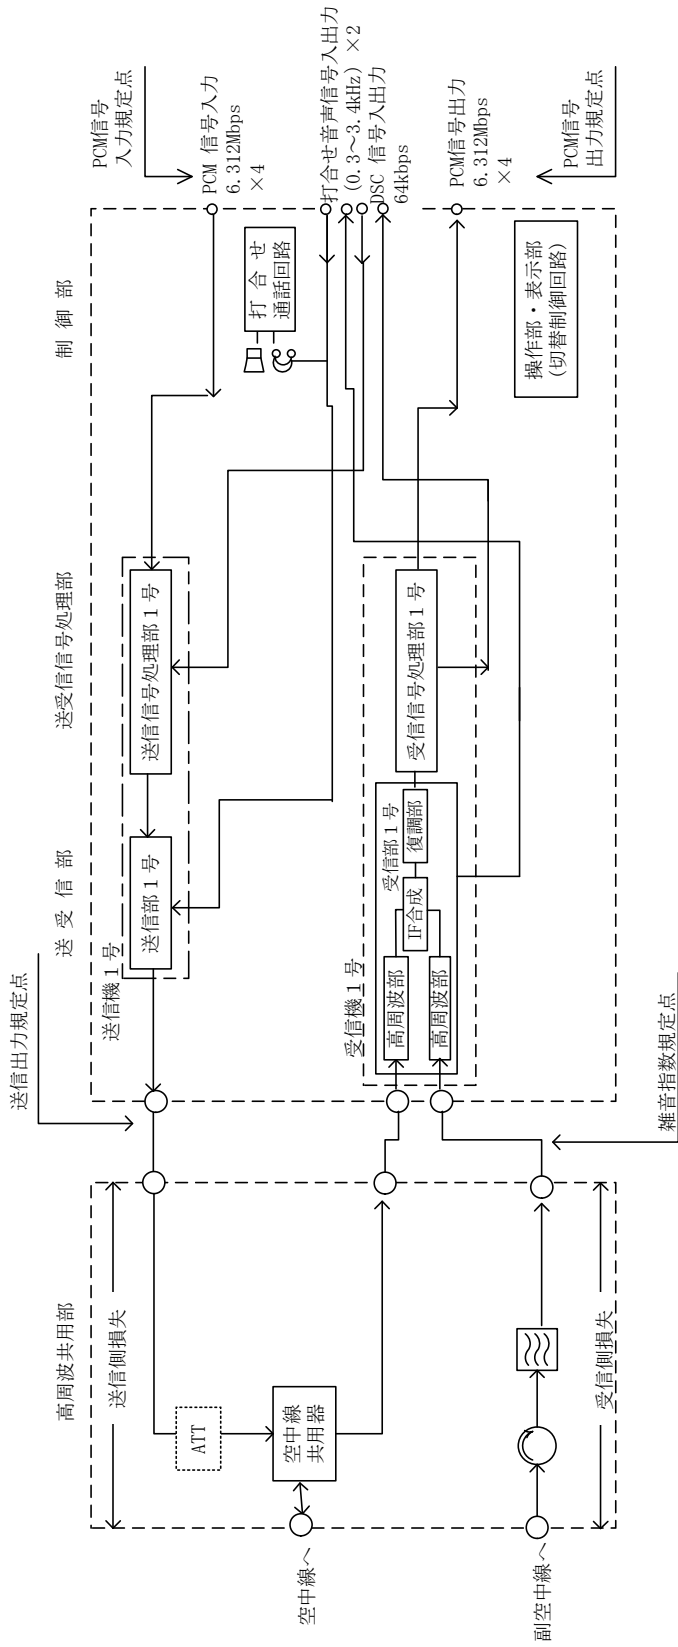 高周波共用部
送信側損失
ATT
空中線
共用器
空中線へ
副空中線へ
受信側損失
送信出力規定点
雑音指数規定点
送 受 信 部
送受信信号処理部
制 御 部
送信機１号
送信部１号
送信信号処理部１号
受信機１号
受信部１号
高周波部
高周波部
IF合成
復調部
受信信号処理部１号
打 合 せ
通話回路
操作部・表示部
(切替制御回路)
PCM信号
入力規定点
PCM 信号入力
6.312Mbps
×4
打合せ音声信号入出力
(0.3～3.4kHz) ×2
DSC 信号入出力
64kbps
PCM信号出力
6.312Mbps
×4
PCM信号
出力規定点